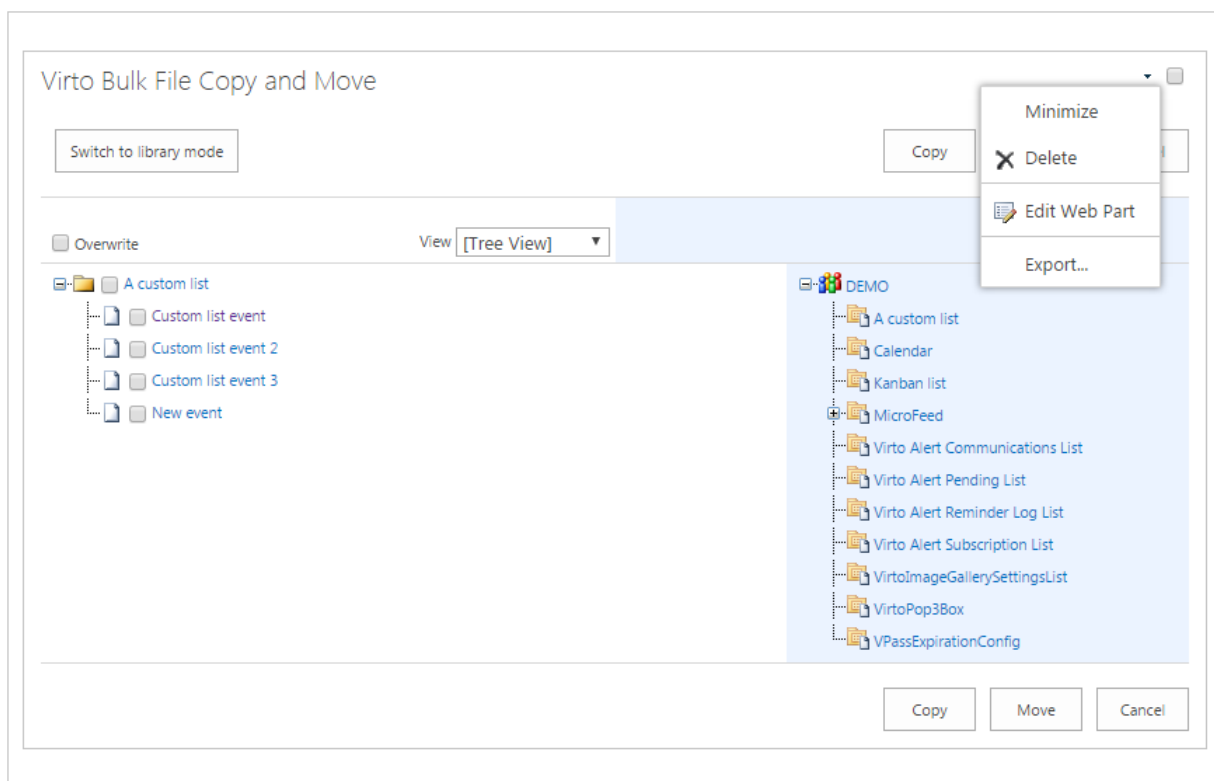 Virto Bulk File Copy and Move
Minimize
Switch to library mode
Copy
Delete
Edit Web Part
Overwrite
View [Tree View]
Export...
A custom list
Custom list event
Custom list event 2
Custom list event 3
New event
DEMO
A custom list
Calendar
Kanban list
MicroFeed
Virto Alert Communications List
Virto Alert Pending List
Virto Alert Reminder Log List
Virto Alert Subscription List
VirtoImageGallerySettingsList
VirtoPop3Box
VPassExpirationConfig
Copy Move Cancel